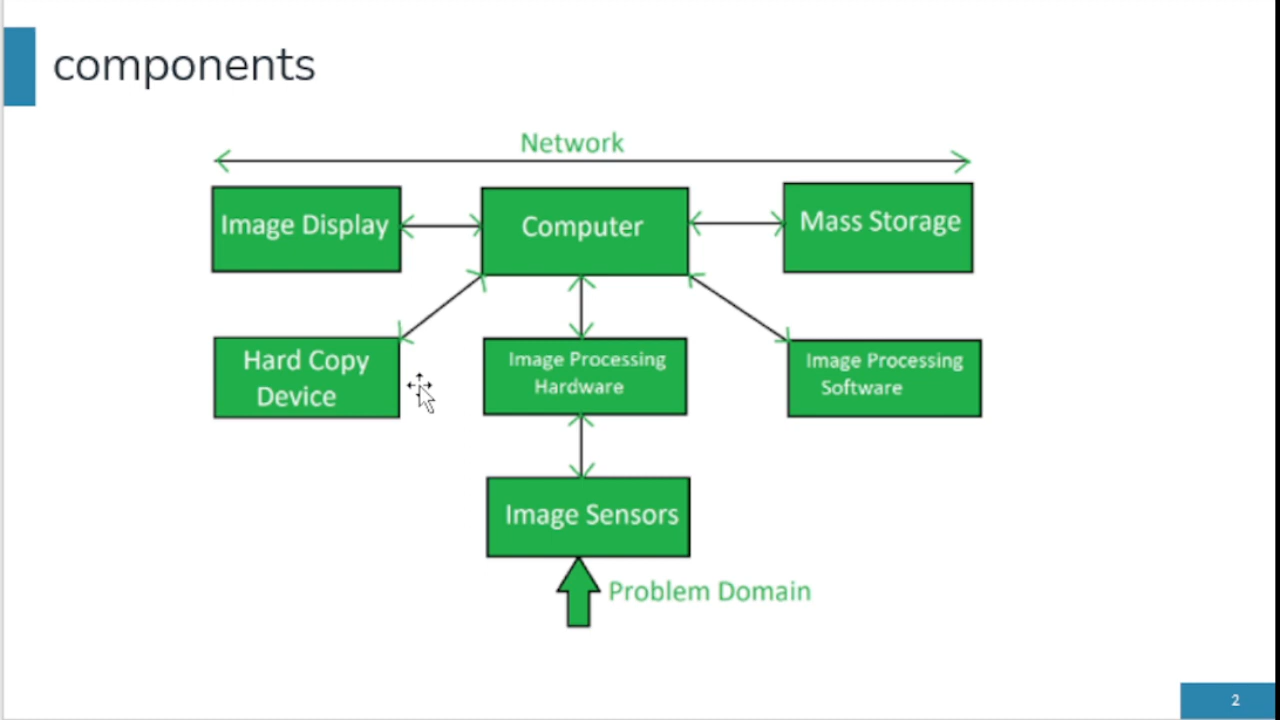 components
Network
Image Display
Computer
Mass Storage
Hard Copy
Device
Image Processing
Hardware
Image Processing
Software
Image Sensors
Problem Domain
2